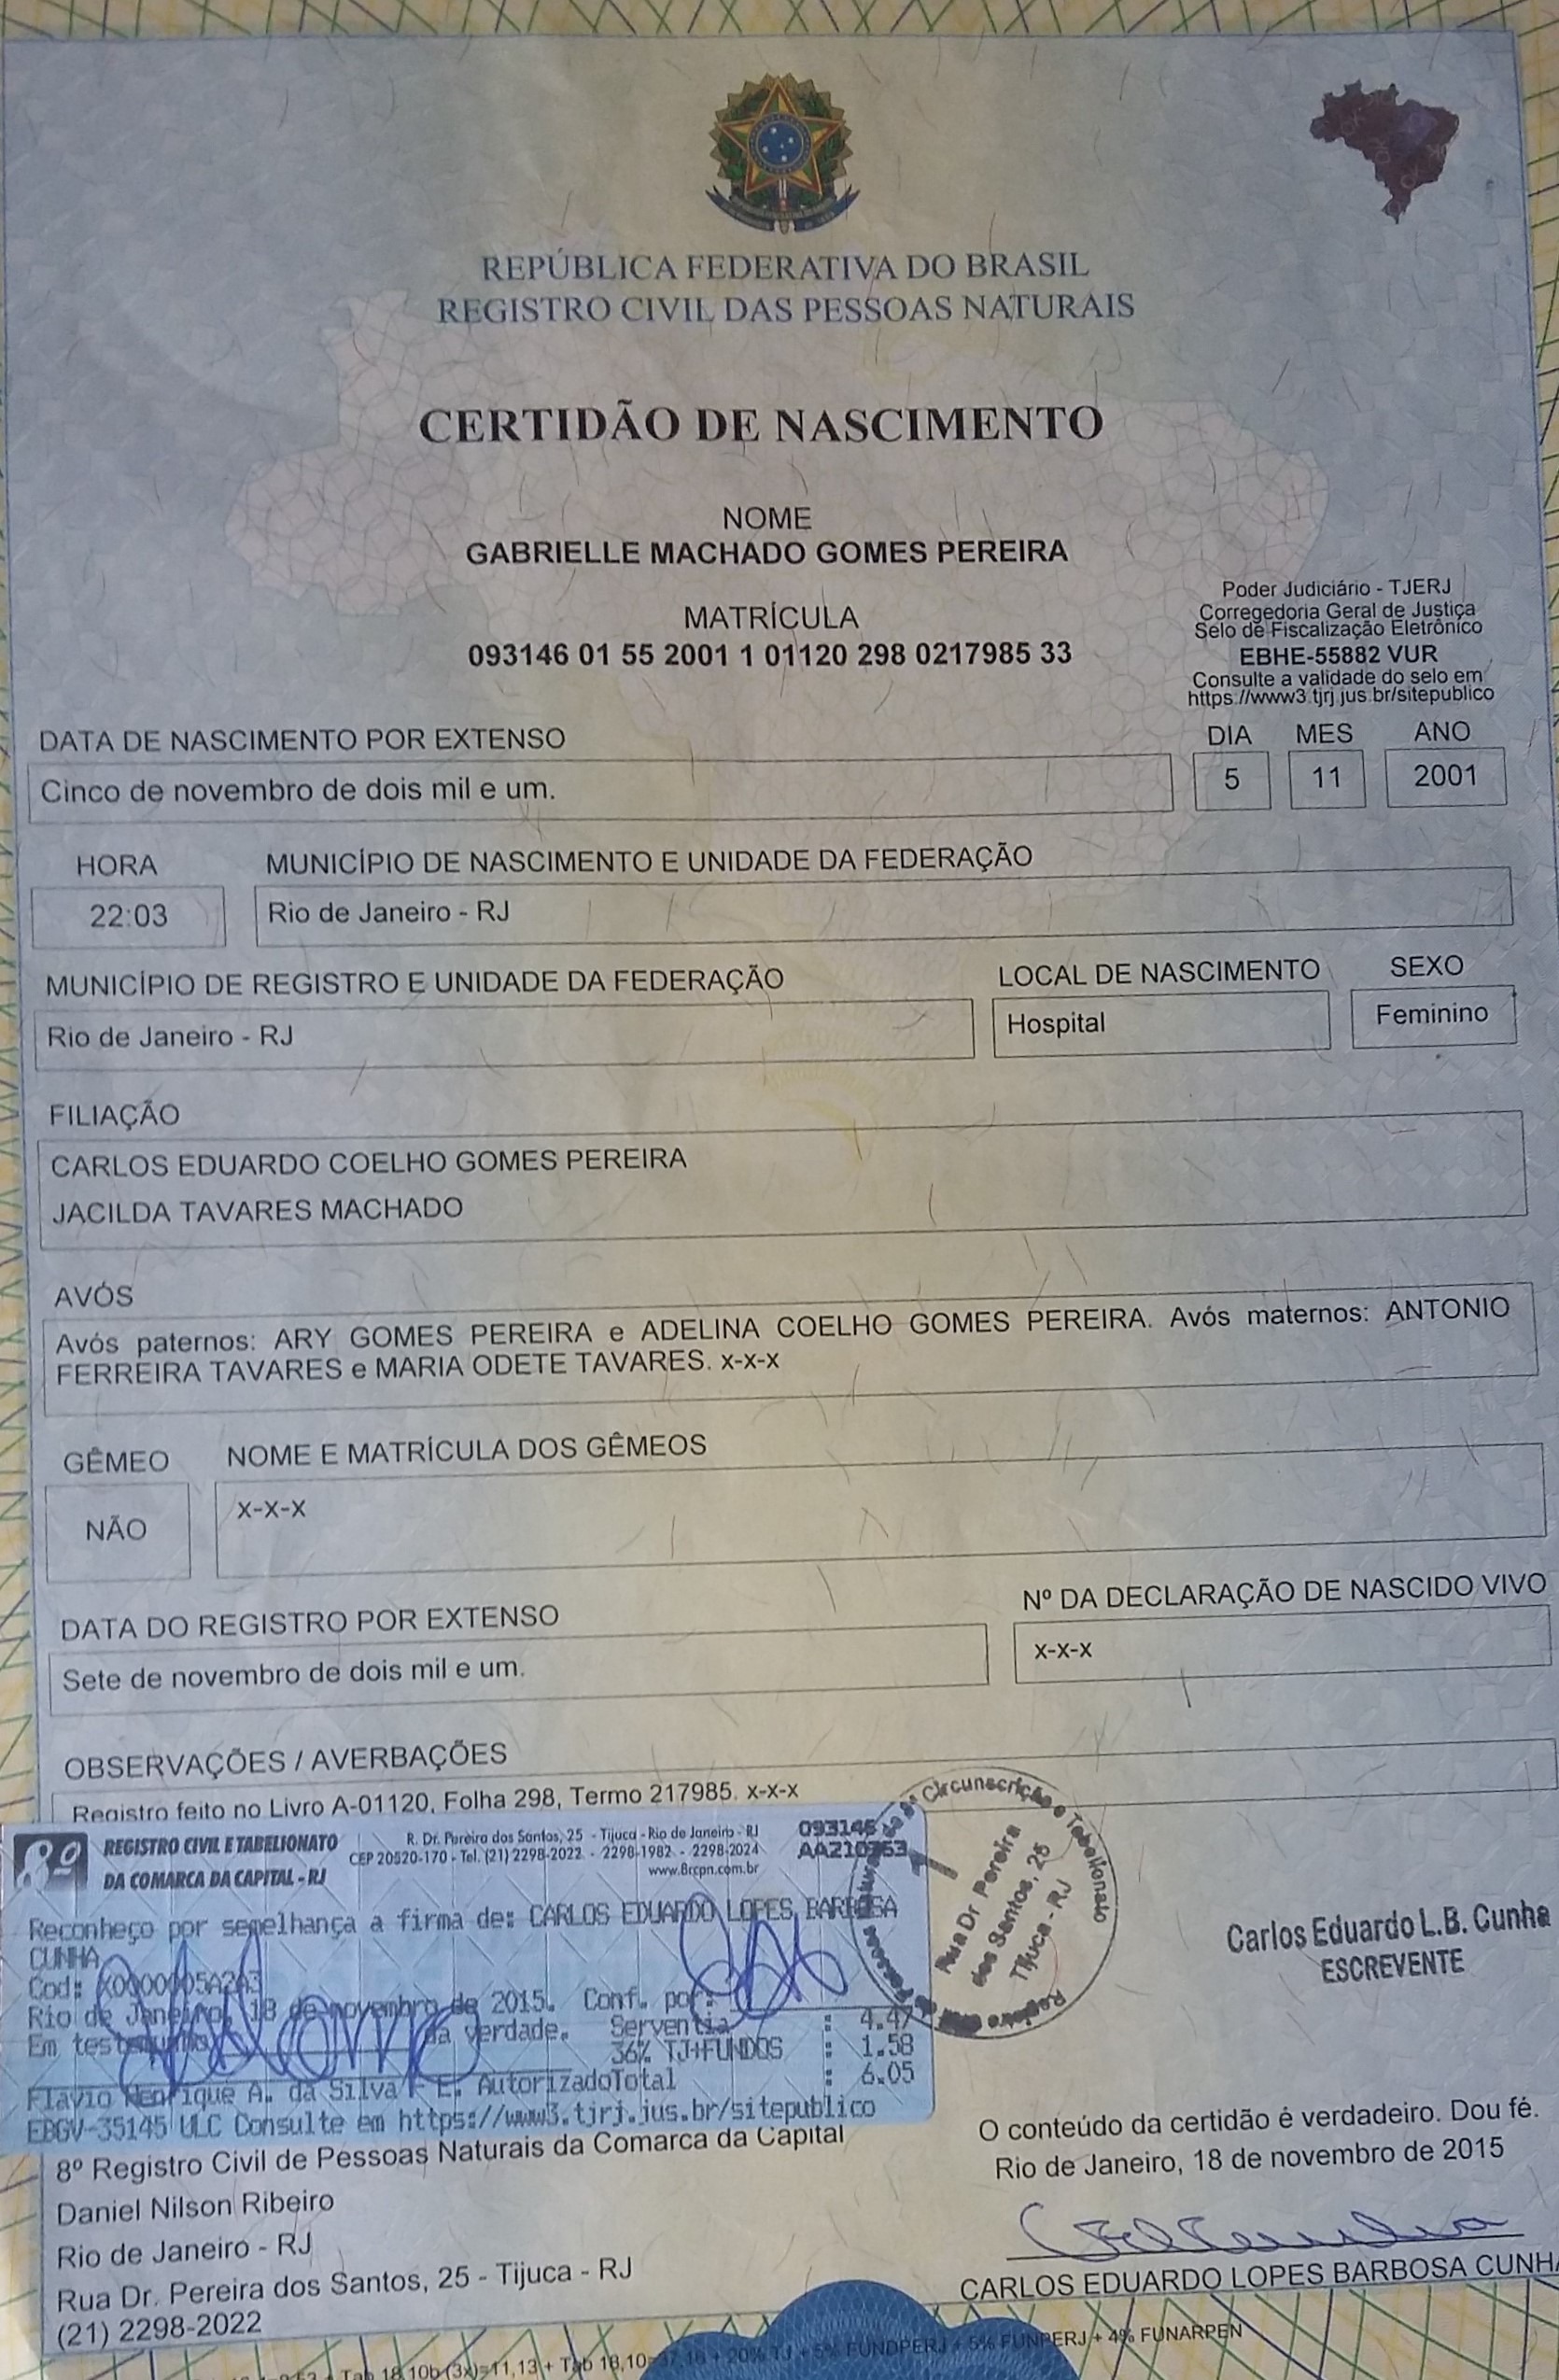 REPÚBLICA FEDERATIVA DO BRASIL
REGISTRO CIVIL DAS PESSOAS NATURAIS
CERTIDÃO DE NASCIMENTO
NOME
GABRIELLE MACHADO GOMES PEREIRA
MATRÍCULA
093146 01 55 2001 1 01120 298 0217985 33
Poder Judiciário - TJERJ
Corregedoria Geral de Justiça
Selo de Fiscalização Eletrônico
EBHE-55882 VUR
Consulte a validade do selo em
https://www3.tjrj.jus.br/sitepublico
DATA DE NASCIMENTO POR EXTENSO DIA MES ANO
Cinco de novembro de dois mil e um. 5 11 2001
HORA MUNICÍPIO DE NASCIMENTO E UNIDADE DA FEDERAÇÃO
22:03 Rio de Janeiro - RJ
MUNICÍPIO DE REGISTRO E UNIDADE DA FEDERAÇÃO LOCAL DE NASCIMENTO SEXO
Rio de Janeiro - RJ Hospital Feminino
FILIAÇÃO
CARLOS EDUARDO COELHO GOMES PEREIRA
JACILDA TAVARES MACHADO
AVÓS
Avós paternos: ARY GOMES PEREIRA e ADELINA COELHO GOMES PEREIRA. Avós maternos: ANTONIO
FERREIRA TAVARES e MARIA ODETE TAVARES. x-x-x
GÊMEO NOME E MATRÍCULA DOS GÊMEOS
NÃO x-x-x
DATA DO REGISTRO POR EXTENSO Nº DA DECLARAÇÃO DE NASCIDO VIVO
Sete de novembro de dois mil e um. x-x-x
OBSERVAÇÕES / AVERBAÇÕES
Registro feito no Livro A-01120, Folha 298, Termo 217985. x-x-x
8º REGISTRO CIVIL E TABELIONATO
DA COMARCA DA CAPITAL - RJ
R. Dr. Pereira dos Santos, 25 - Tijuca - Rio de Janeiro - RJ
CEP 20520-170 - Tel. (21) 2298-2022 - 2298-1982 - 2298-2024
www.8rcpn.com.br
093146
AA210763
Reconheço por semelhança a firma de: CARLOS EDUARDO LOPES BARBOSA
CUNHA
Cod: X0000005A2A3
Rio de Janeiro, 18 de novembro de 2015. Conf. por:
Em testemunho da verdade. Serventia : 4.47
36% TJ+FUNDOS : 1.58
Flavio Henrique A. da Silva - E. Autorizado Total : 6.05
EBGV-35145 ULC Consulte em https://www3.tjrj.jus.br/sitepublico
Circunscrição e Tabelionato
Rua Dr. Pereira
dos Santos, 25
Tijuca - RJ
Registro
Carlos Eduardo L.B. Cunha
ESCREVENTE
8º Registro Civil de Pessoas Naturais da Comarca da Capital
Daniel Nilson Ribeiro
Rio de Janeiro - RJ
Rua Dr. Pereira dos Santos, 25 - Tijuca - RJ
(21) 2298-2022
O conteúdo da certidão é verdadeiro. Dou fé.
Rio de Janeiro, 18 de novembro de 2015
CARLOS EDUARDO LOPES BARBOSA CUNHA
Tab 18,10b (3x)=11,13 + Tab 18,10= + 20% TJ + 5% FUNDPERJ + 5% FUNPERJ + 4% FUNARPEN